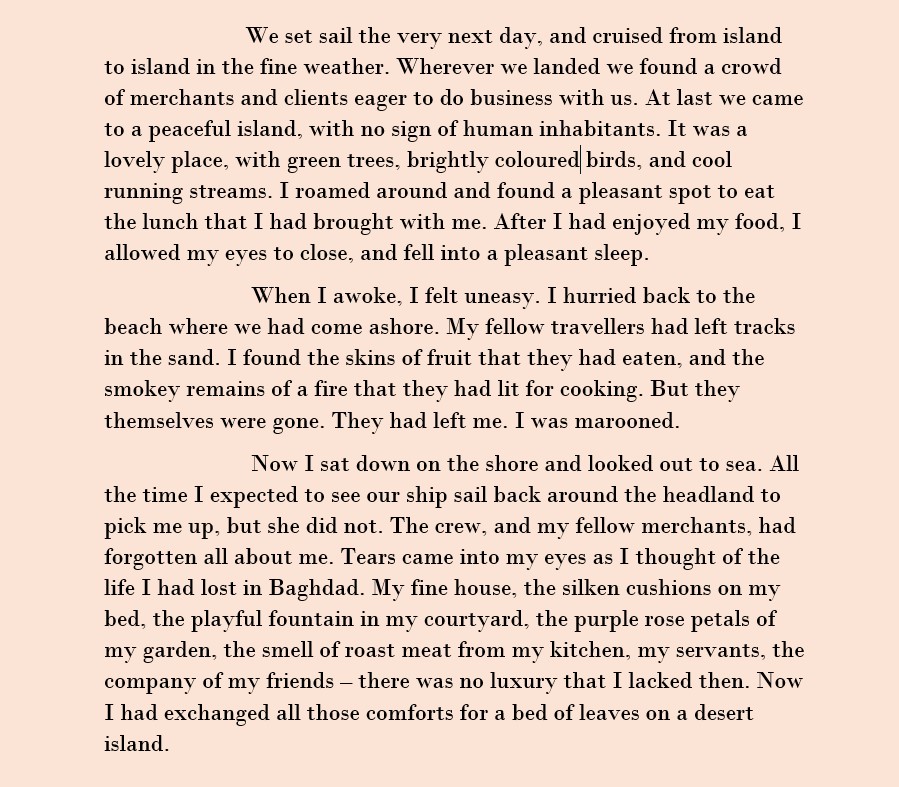 We set sail the very next day, and cruised from island
to island in the fine weather. Wherever we landed we found a crowd
of merchants and clients eager to do business with us. At last we came
to a peaceful island, with no sign of human inhabitants. It was a
lovely place, with green trees, brightly coloured birds, and cool
running streams. I roamed around and found a pleasant spot to eat
the lunch that I had brought with me. After I had enjoyed my food, I
allowed my eyes to close, and fell into a pleasant sleep.
When I awoke, I felt uneasy. I hurried back to the
beach where we had come ashore. My fellow travellers had left tracks
in the sand. I found the skins of fruit that they had eaten, and the
smokey remains of a fire that they had lit for cooking. But they
themselves were gone. They had left me. I was marooned.
Now I sat down on the shore and looked out to sea. All
the time I expected to see our ship sail back around the headland to
pick me up, but she did not. The crew, and my fellow merchants, had
forgotten all about me. Tears came into my eyes as I thought of the
life I had lost in Baghdad. My fine house, the silken cushions on my
bed, the playful fountain in my courtyard, the purple rose petals of
my garden, the smell of roast meat from my kitchen, my servants, the
company of my friends – there was no luxury that I lacked then. Now
I had exchanged all those comforts for a bed of leaves on a desert
island.